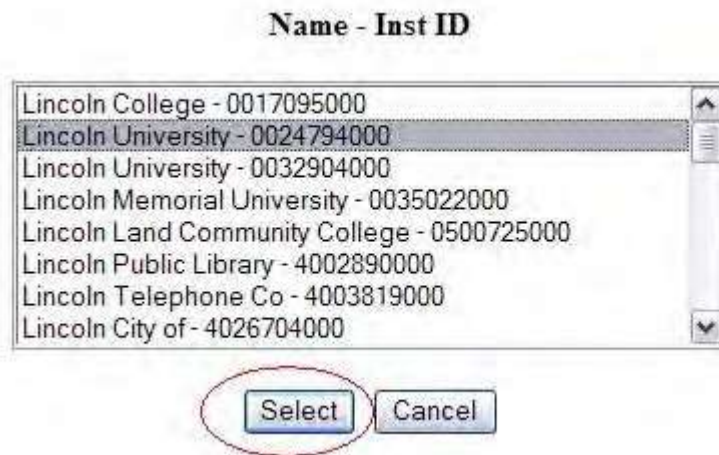 Name - Inst ID
Lincoln College - 0017095000
Lincoln University - 0024794000
Lincoln University - 0032904000
Lincoln Memorial University - 0035022000
Lincoln Land Community College - 0500725000
Lincoln Public Library - 4002890000
Lincoln Telephone Co - 4003819000
Lincoln City of - 4026704000
Select Cancel